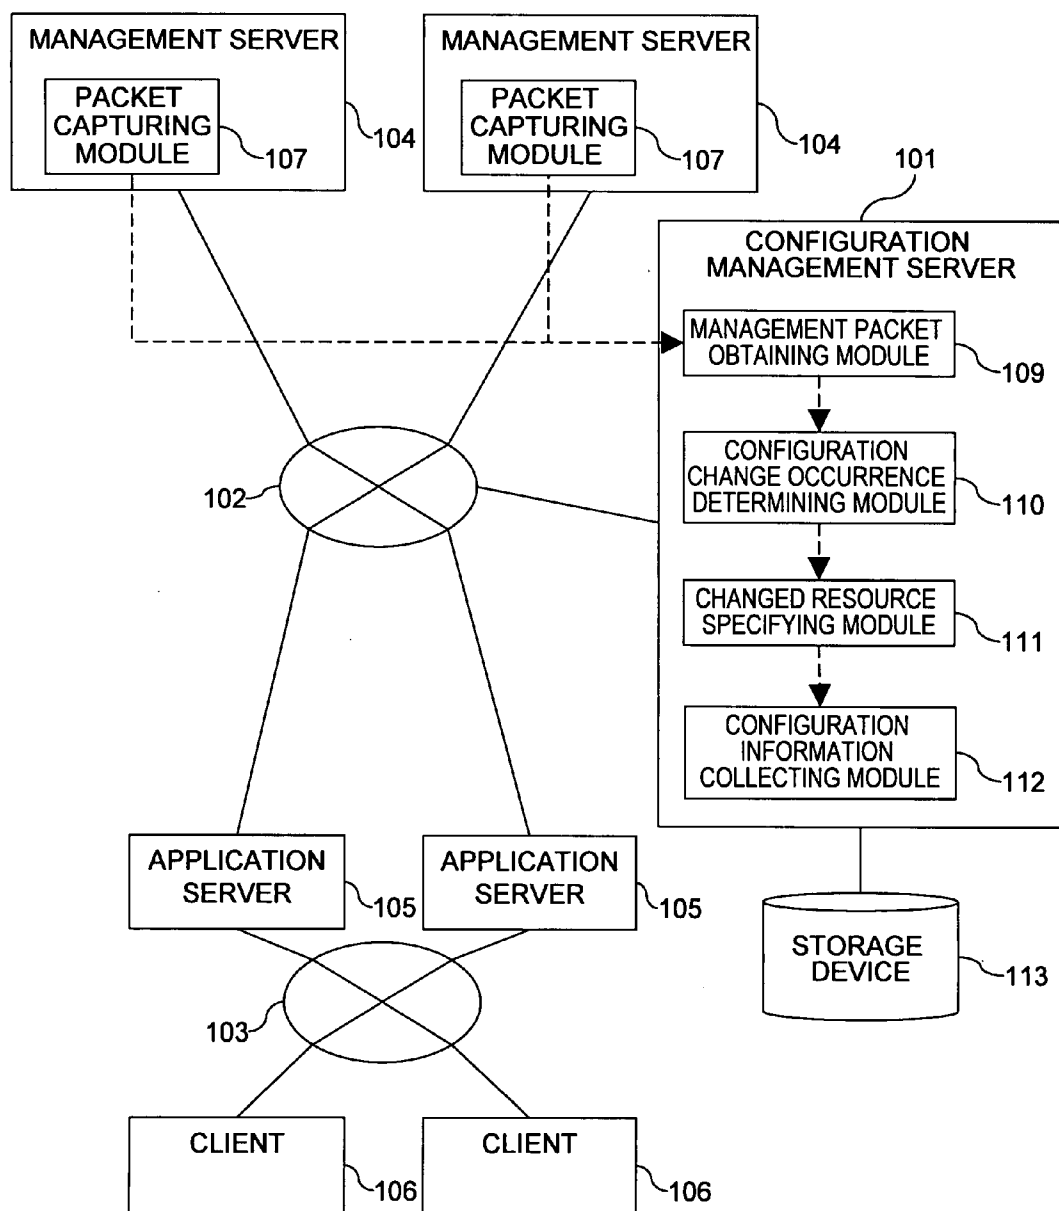 MANAGEMENT SERVER
PACKET
CAPTURING
MODULE
107
104
MANAGEMENT SERVER
PACKET
CAPTURING
MODULE
107
104
101
CONFIGURATION
MANAGEMENT SERVER
MANAGEMENT PACKET
OBTAINING MODULE
109
CONFIGURATION
CHANGE OCCURRENCE
DETERMINING MODULE
110
CHANGED RESOURCE
SPECIFYING MODULE
111
CONFIGURATION
INFORMATION
COLLECTING MODULE
112
102
APPLICATION
SERVER
105
APPLICATION
SERVER
105
STORAGE
DEVICE
113
103
CLIENT
106
CLIENT
106